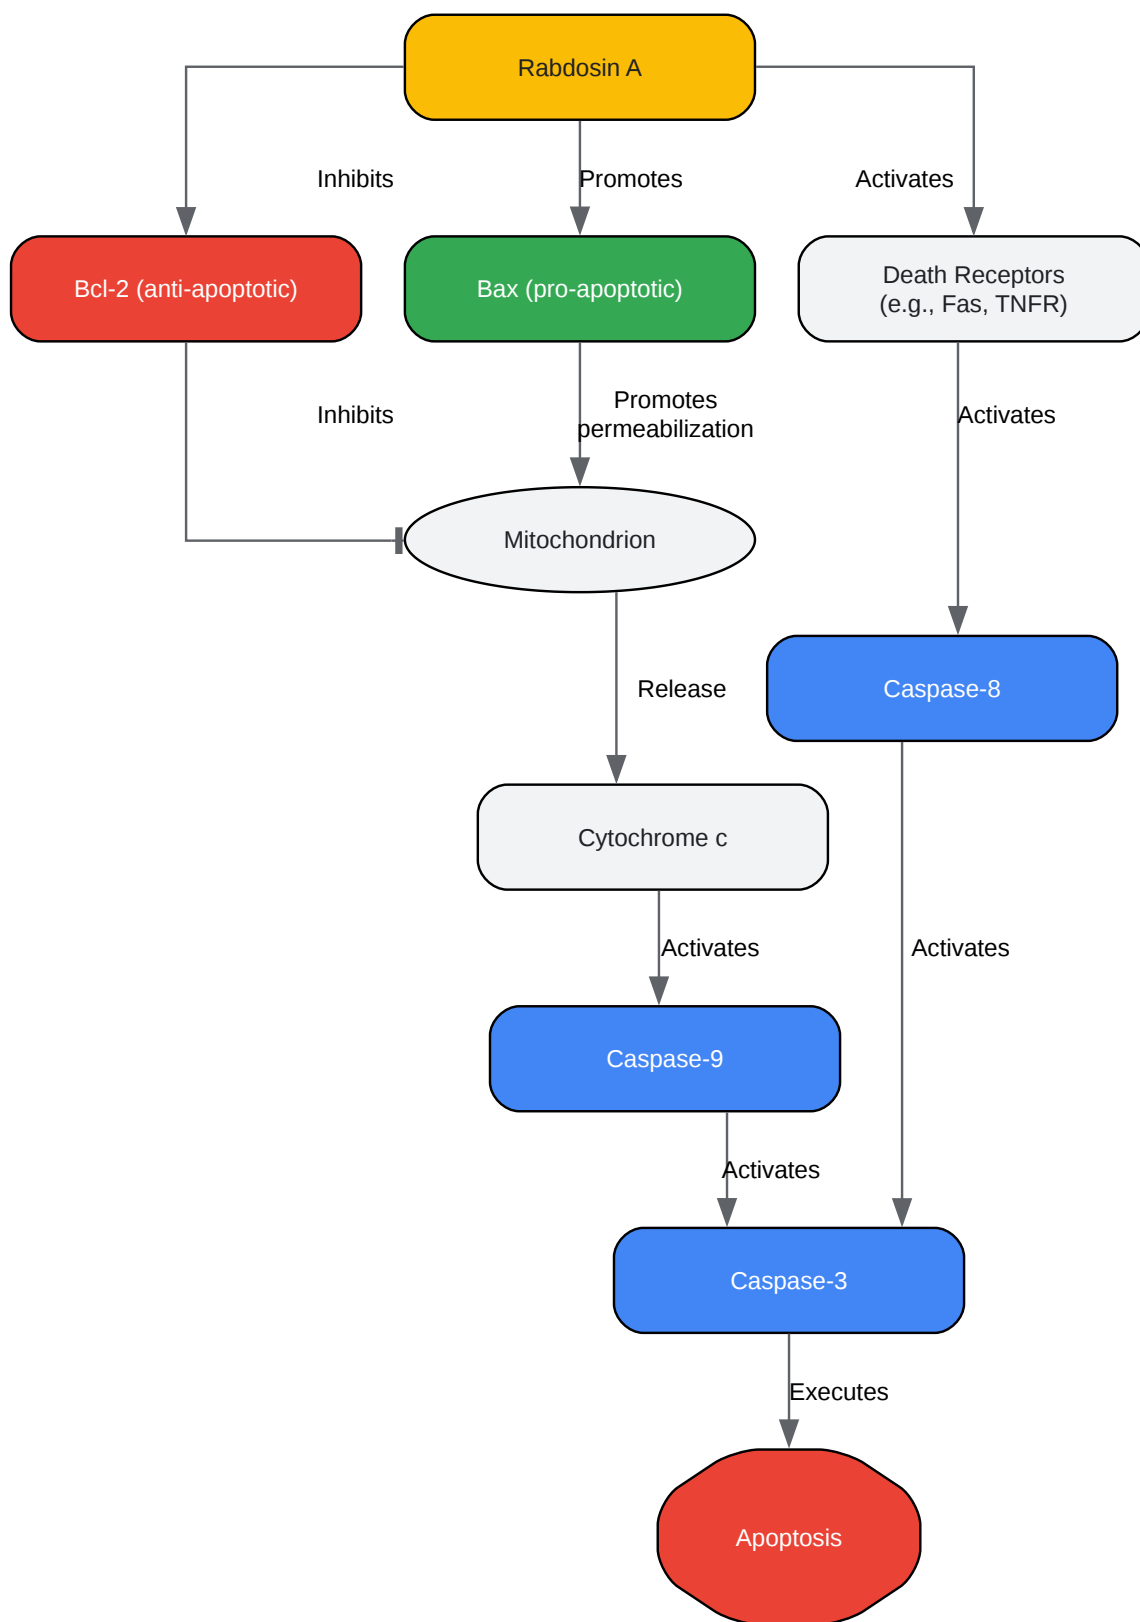 Rabdosin A
Inhibits
Promotes
Activates
Bcl-2 (anti-apoptotic)
Bax (pro-apoptotic)
Death Receptors
(e.g., Fas, TNFR)
Inhibits
Promotes
permeabilization
Activates
Mitochondrion
Release
Caspase-8
Cytochrome c
Activates
Activates
Caspase-9
Activates
Caspase-3
Executes
Apoptosis